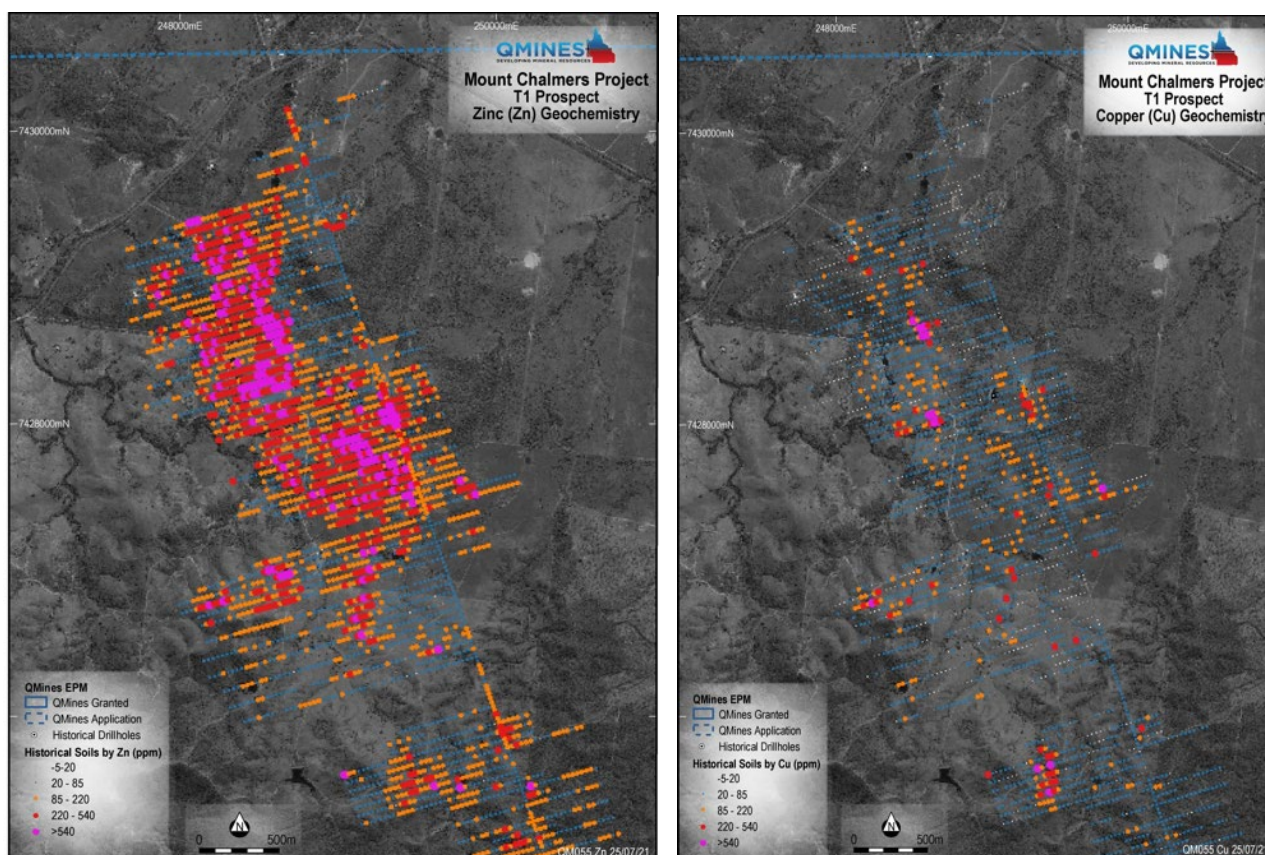 248000mE
250000mE
QMINES
DEVELOPING MINERAL RESOURCES
Mount Chalmers Project
T1 Prospect
Zinc (Zn) Geochemistry
7430000mN
7428000mN
QMines EPM
QMines Granted
QMines Application
Historical Drillholes
Historical Soils by Zn (ppm)
-5-20
20 - 85
85 - 220
220 - 540
>540
N
0 500m
QM055 Zn 25/07/21
248000mE
250000mE
QMINES
DEVELOPING MINERAL RESOURCES
Mount Chalmers Project
T1 Prospect
Copper (Cu) Geochemistry
7430000mN
7428000mN
QMines EPM
QMines Granted
QMines Application
Historical Drillholes
Historical Soils by Cu (ppm)
-5-20
20 - 85
85 - 220
220 - 540
>540
N
0 500m
QM055 Cu 25/07/21